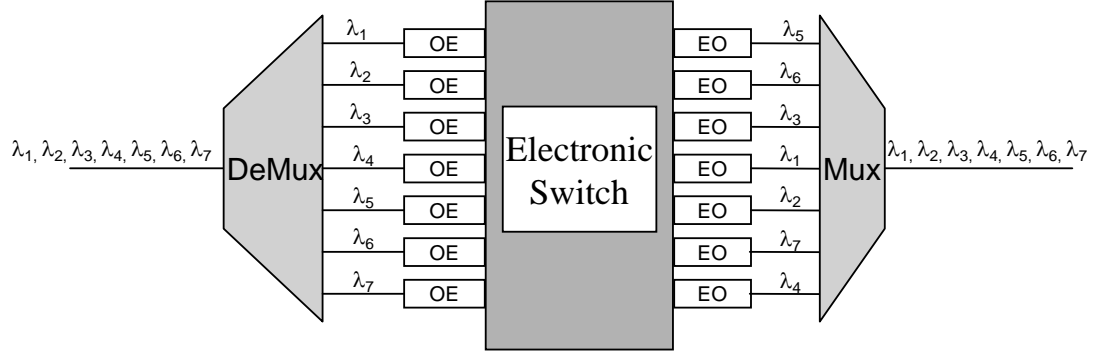 λ1 OE EO λ5
λ2 OE EO λ6
λ3 OE EO λ3
λ1, λ2, λ3, λ4, λ5, λ6, λ7 DeMux λ4 OE Electronic Switch EO λ1 Mux λ1, λ2, λ3, λ4, λ5, λ6, λ7
λ5 OE EO λ2
λ6 OE EO λ7
λ7 OE EO λ4